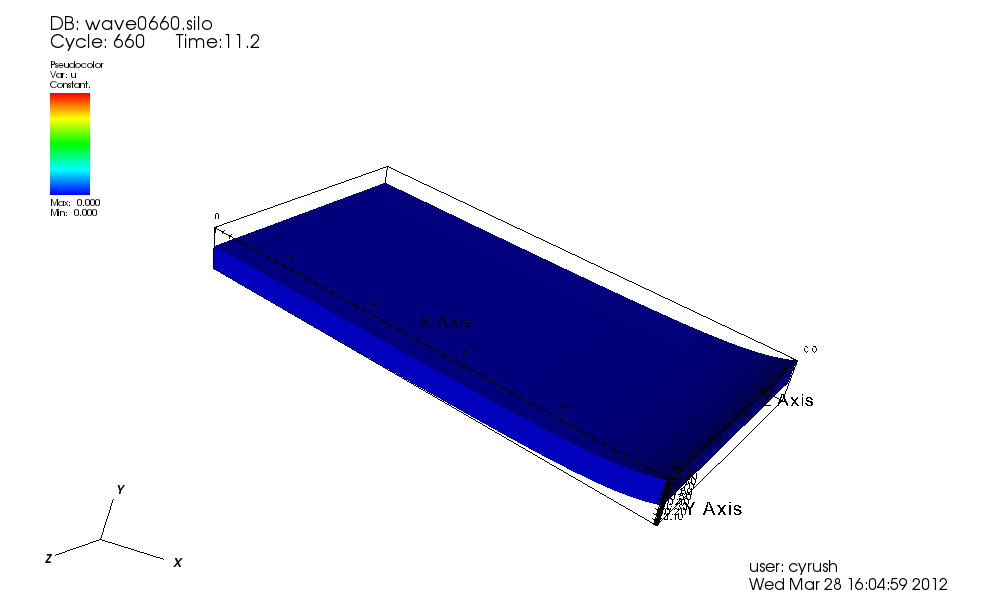 DB: wave0660.silo
Cycle: 660 Time:11.2
Pseudocolor
Var: u
Constant.
Max: 0.000
Min: 0.000
0
X Axis
Z Axis
Y Axis
Y
Z
X
user: cyrush
Wed Mar 28 16:04:59 2012